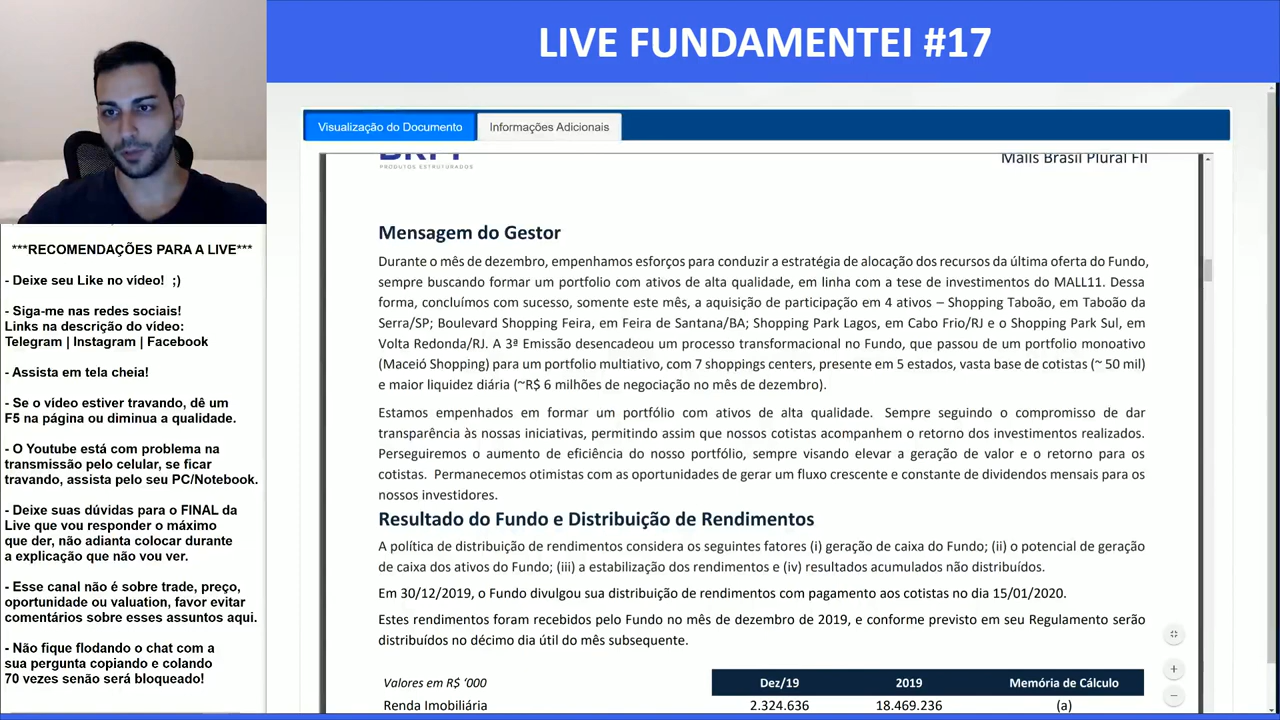 LIVE FUNDAMENTEI #17
Visualização do Documento
Informações Adicionais
PRODUTOS ESTRUTURADOS
Malls Brasil Plural FII
Mensagem do Gestor
Durante o mês de dezembro, empenhamos esforços para conduzir a estratégia de alocação dos recursos da última oferta do Fundo,
sempre buscando formar um portfolio com ativos de alta qualidade, em linha com a tese de investimentos do MALL11. Dessa
forma, concluímos com sucesso, somente este mês, a aquisição de participação em 4 ativos – Shopping Taboão, em Taboão da
Serra/SP; Boulevard Shopping Feira, em Feira de Santana/BA; Shopping Park Lagos, em Cabo Frio/RJ e o Shopping Park Sul, em
Volta Redonda/RJ. A 3ª Emissão desencadeou um processo transformacional no Fundo, que passou de um portfolio monoativo
(Maceió Shopping) para um portfolio multiativo, com 7 shoppings centers, presente em 5 estados, vasta base de cotistas (~ 50 mil)
e maior liquidez diária (~R$ 6 milhões de negociação no mês de dezembro).
Estamos empenhados em formar um portfólio com ativos de alta qualidade. Sempre seguindo o compromisso de dar
transparência às nossas iniciativas, permitindo assim que nossos cotistas acompanhem o retorno dos investimentos realizados.
Perseguiremos o aumento de eficiência do nosso portfólio, sempre visando elevar a geração de valor e o retorno para os
cotistas. Permanecemos otimistas com as oportunidades de gerar um fluxo crescente e constante de dividendos mensais para os
nossos investidores.
Resultado do Fundo e Distribuição de Rendimentos
A política de distribuição de rendimentos considera os seguintes fatores (i) geração de caixa do Fundo; (ii) o potencial de geração
de caixa dos ativos do Fundo; (iii) a estabilização dos rendimentos e (iv) resultados acumulados não distribuídos.
Em 30/12/2019, o Fundo divulgou sua distribuição de rendimentos com pagamento aos cotistas no dia 15/01/2020.
Estes rendimentos foram recebidos pelo Fundo no mês de dezembro de 2019, e conforme previsto em seu Regulamento serão
distribuídos no décimo dia útil do mês subsequente.
Valores em R$ '000 Dez/19 2019 Memória de Cálculo
Renda Imobiliária 2.324.636 18.469.236 (a)
***RECOMENDAÇÕES PARA A LIVE***
- Deixe seu Like no vídeo! ;)
- Siga-me nas redes sociais!
Links na descrição do vídeo:
Telegram | Instagram | Facebook
- Assista em tela cheia!
- Se o vídeo estiver travando, dê um
F5 na página ou diminua a qualidade.
- O Youtube está com problema na
transmissão pelo celular, se ficar
travando, assista pelo seu PC/Notebook.
- Deixe suas dúvidas para o FINAL da
Live que vou responder o máximo
que der, não adianta colocar durante
a explicação que não vou ver.
- Esse canal não é sobre trade, preço,
oportunidade ou valuation, favor evitar
comentários sobre esses assuntos aqui.
- Não fique flodando o chat com a
sua pergunta copiando e colando
70 vezes senão será bloqueado!